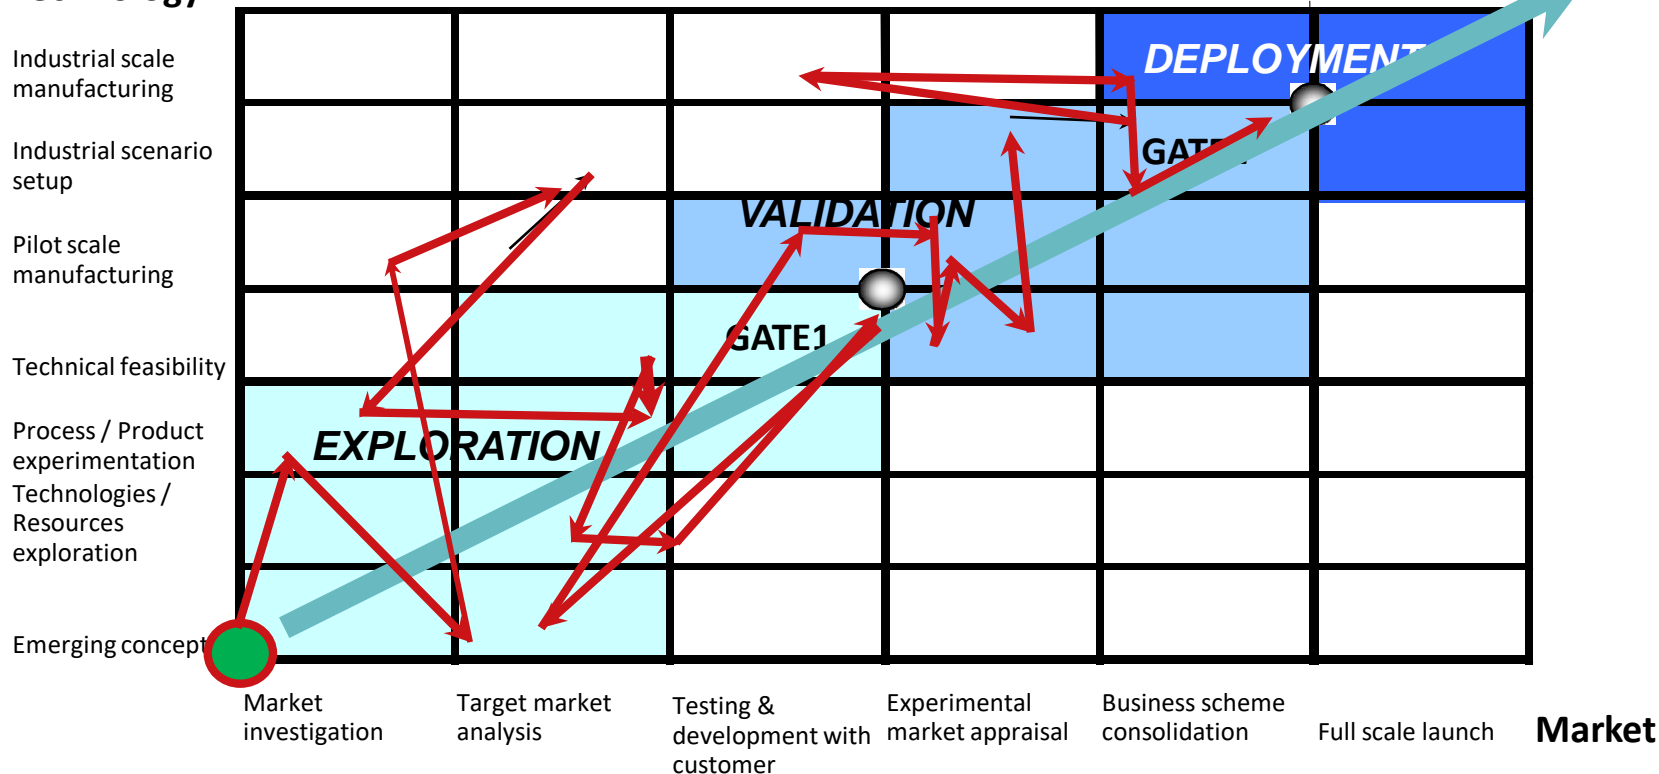 Industrial scale
manufacturing
DEPLOYMENT
Industrial scenario
setup
VALIDATION
Pilot scale
manufacturing
GATE1
Technical feasibility
Process / Product
experimentation
EXPLORATION
Technologies /
Resources
exploration
Emerging concept
Market
investigation
Target market
analysis
Testing &
development with
customer
Experimental
market appraisal
Business scheme
consolidation
Full scale launch
Market